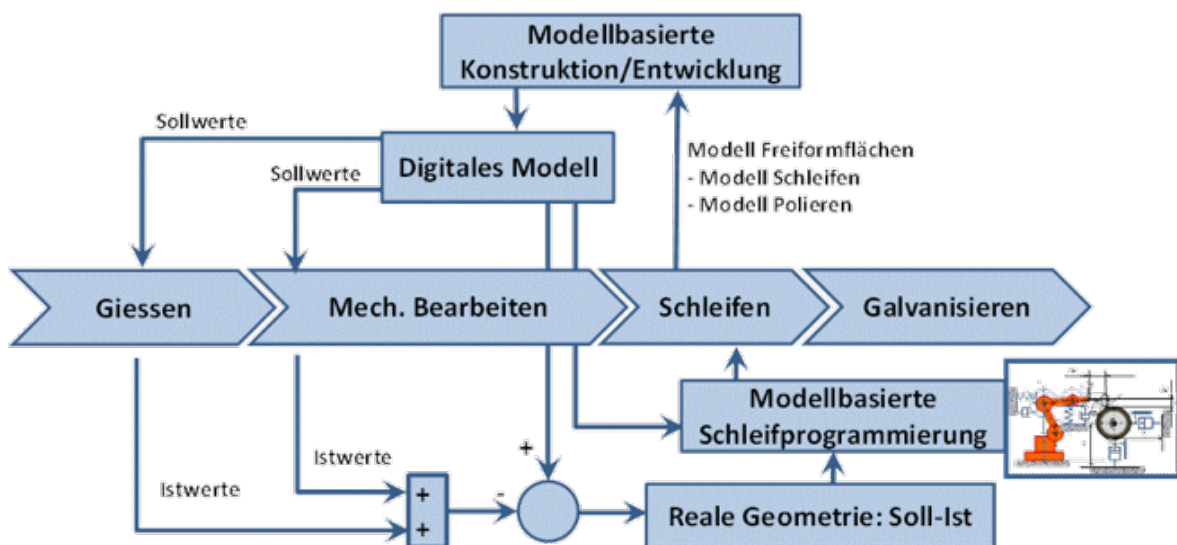 Modellbasierte
Konstruktion/Entwicklung
Sollwerte
Digitales Modell
Sollwerte
Modell Freiformflächen
- Modell Schleifen
- Modell Polieren
Giessen
Mech. Bearbeiten
Schleifen
Galvanisieren
Modellbasierte
Schleifprogrammierung
Istwerte
Istwerte
+
+
+
-
Reale Geometrie: Soll-Ist